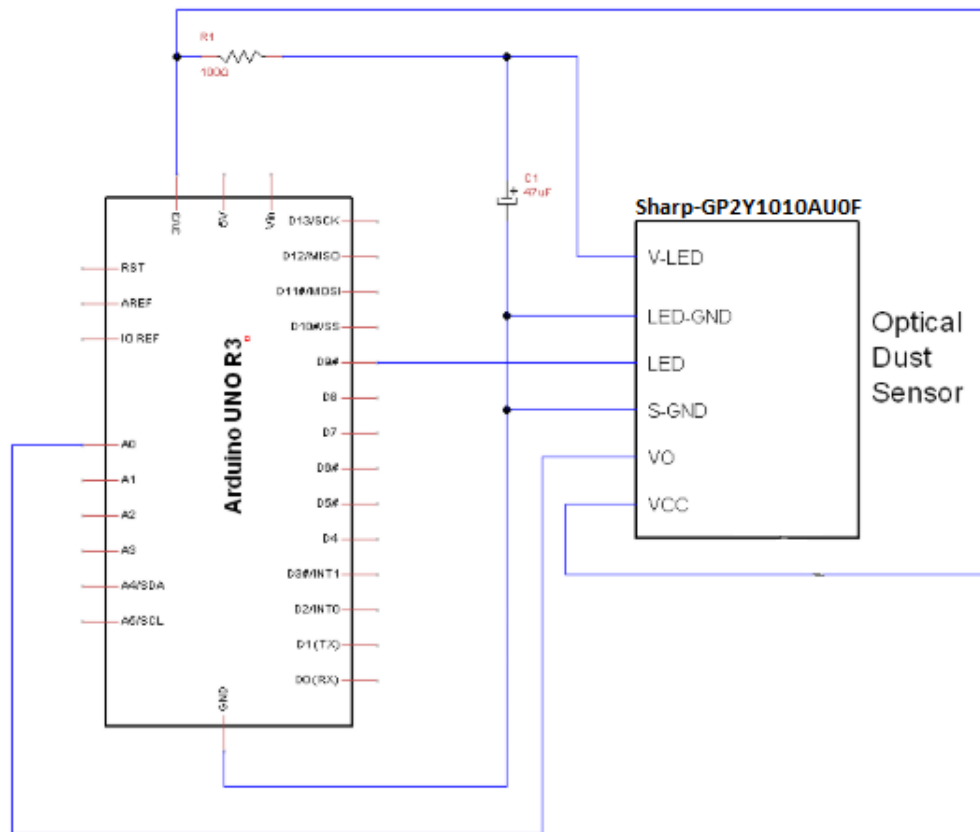 R1
100Ω
C1
47uF
3V3
5V
Vin
RST
AREF
IO REF
A0
A1
A2
A3
A4/SDA
A5/SCL
Arduino UNO R3
D13/SCK
D12/MISO
D11#/MOSI
D10#/SS
D9#
D8
D7
D6#
D5#
D4
D3#/INT1
D2/INT0
D1(TX)
D0(RX)
GND
Sharp-GP2Y1010AU0F
V-LED
LED-GND
LED
S-GND
VO
VCC
Optical
Dust
Sensor